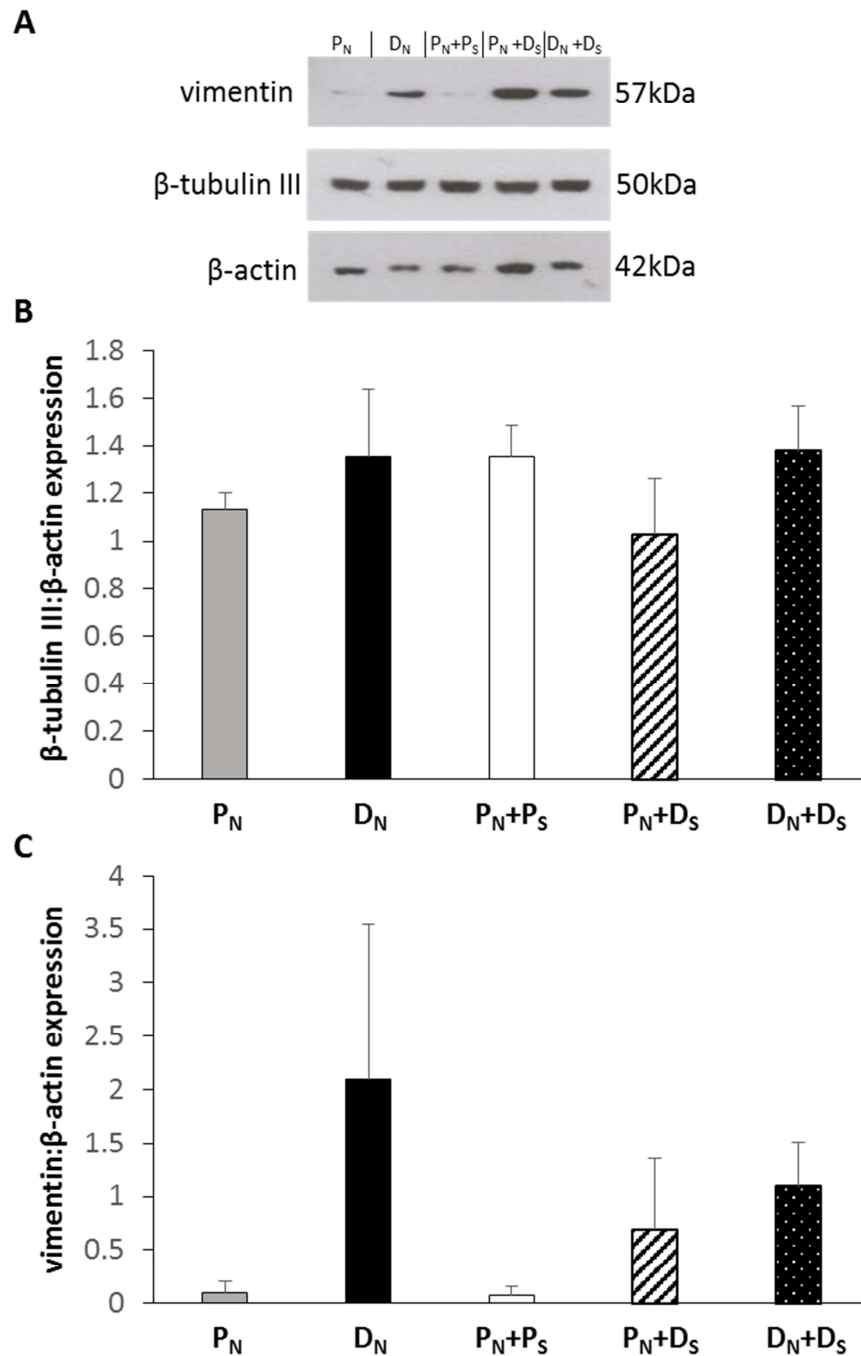 A
P_N | D_N | P_N+P_S | P_N +D_S | D_N +D_S
vimentin 57kDa
β-tubulin III 50kDa
β-actin 42kDa
B
β-tubulin III:β-actin expression
1.8
1.6
1.4
1.2
1
0.8
0.6
0.4
0.2
0
P_N D_N P_N+P_S P_N+D_S D_N+D_S
C
vimentin:β-actin expression
4
3.5
3
2.5
2
1.5
1
0.5
0
P_N D_N P_N+P_S P_N+D_S D_N+D_S